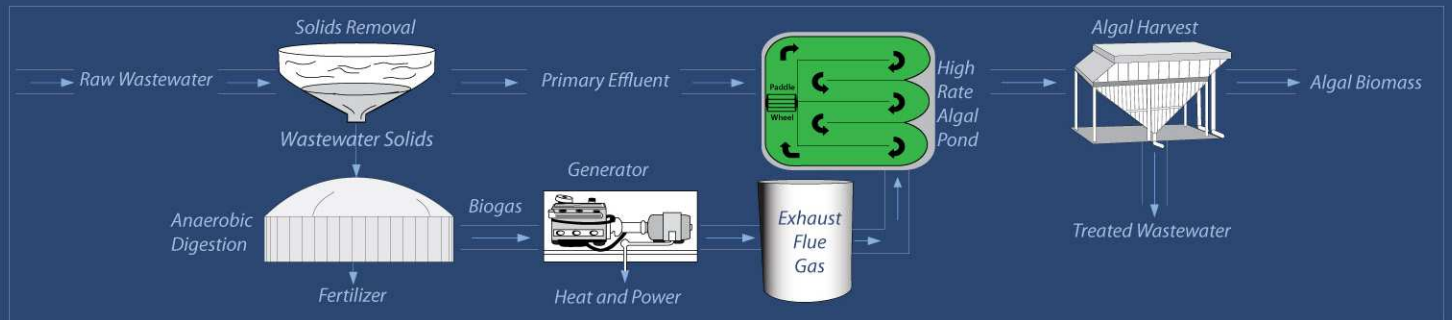 Solids Removal
Raw Wastewater
Primary Effluent
Paddle
Wheel
High
Rate
Algal
Pond
Algal Harvest
Algal Biomass
Wastewater Solids
Anaerobic
Digestion
Biogas
Generator
Exhaust
Flue
Gas
Treated Wastewater
Fertilizer
Heat and Power